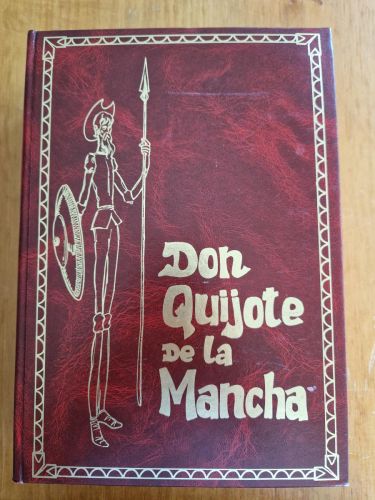 Don
Quijote
De la
Mancha